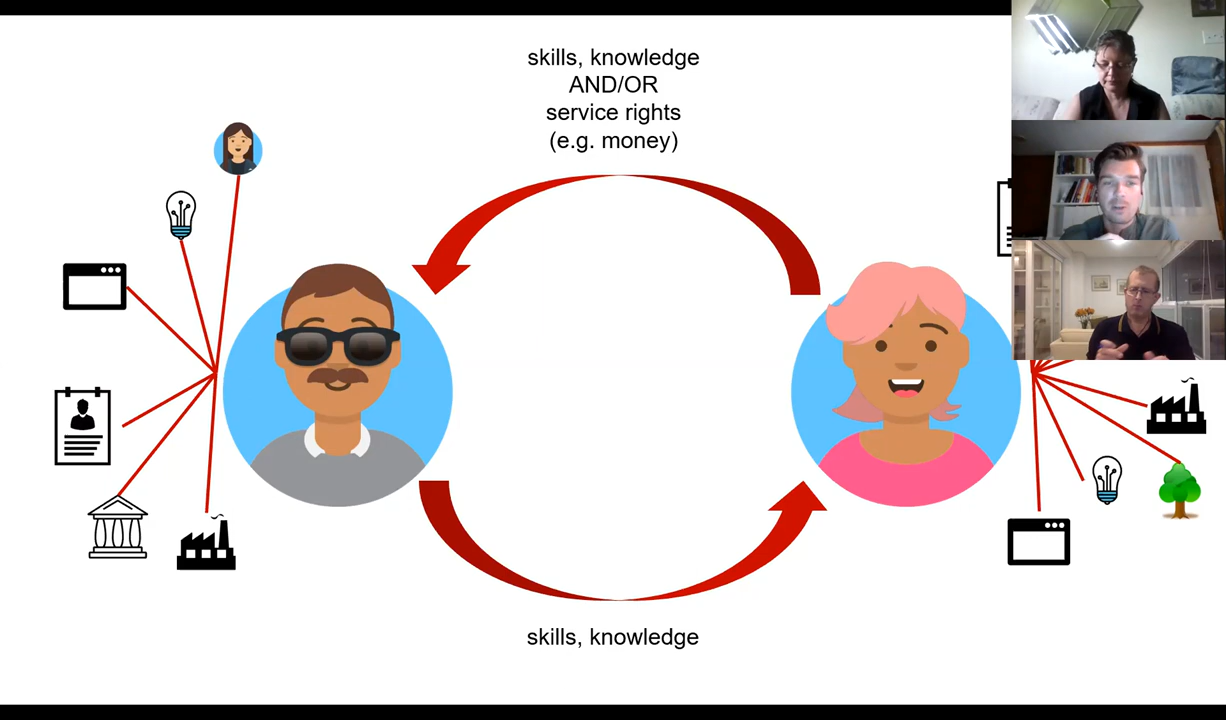 skills, knowledge
AND/OR
service rights
(e.g. money)
skills, knowledge